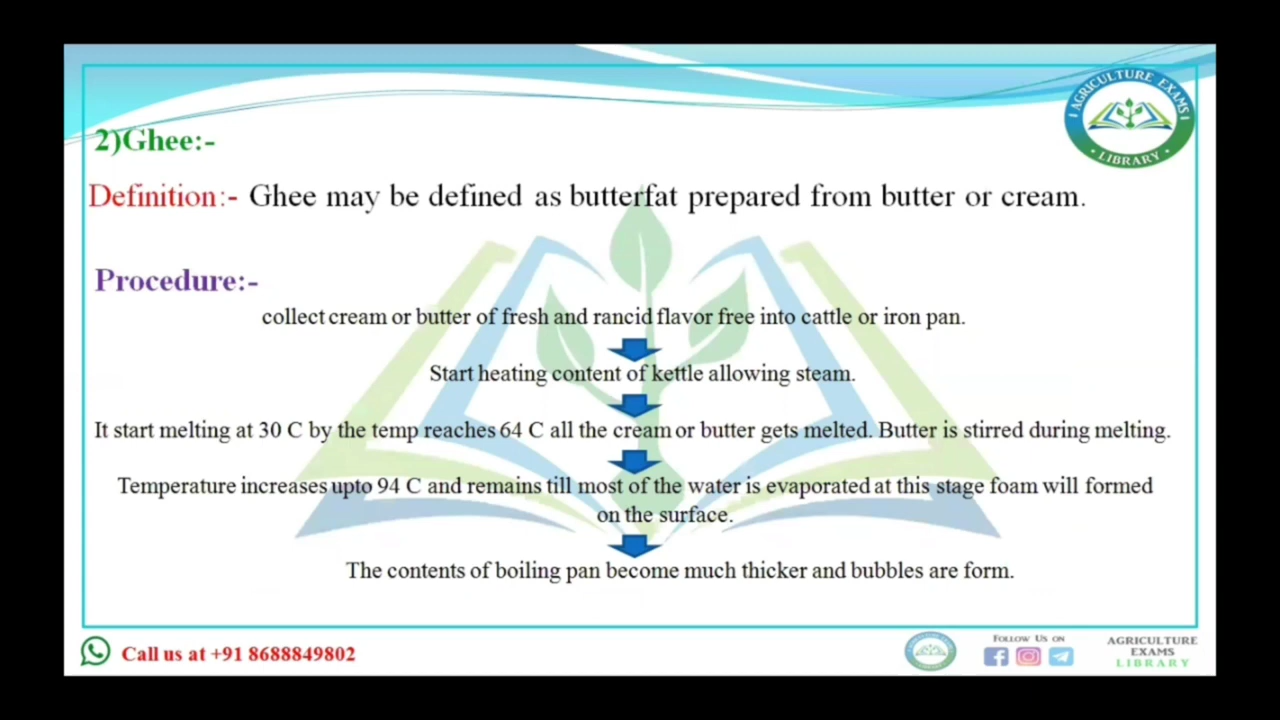 AGRICULTURE EXAMS
LIBRARY
2)Ghee:-
Definition:- Ghee may be defined as butterfat prepared from butter or cream.
Procedure:-
collect cream or butter of fresh and rancid flavor free into cattle or iron pan.
Start heating content of kettle allowing steam.
It start melting at 30 C by the temp reaches 64 C all the cream or butter gets melted. Butter is stirred during melting.
Temperature increases upto 94 C and remains till most of the water is evaporated at this stage foam will formed
on the surface.
The contents of boiling pan become much thicker and bubbles are form.
Call us at +91 8688849802
FOLLOW US ON
AGRICULTURE
EXAMS
LIBRARY